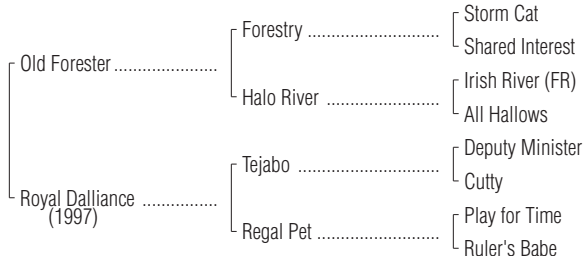 Storm Cat
Forestry ........................................
Shared Interest
Old Forester .....................
Irish River (FR)
Halo River .....................................
All Hallows
Deputy Minister
Tejabo ...........................................
Cutty
Royal Dalliance .....................
(1997)
Play for Time
Regal Pet .....................................
Ruler's Babe